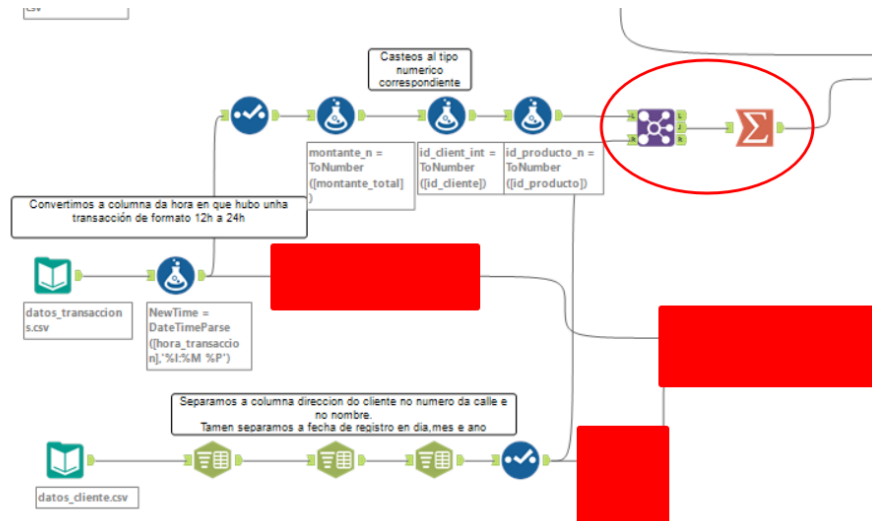 csv
Casteos al tipo
numerico
correspondiente
L
J
R
L
R
montante_n =
ToNumber
([montante_total]
)
id_client_int =
ToNumber
([id_cliente])
id_producto_n =
ToNumber
([id_producto])
Convertimos a columna da hora en que hubo unha
transacción de formato 12h a 24h
datos_transaccion
s.csv
NewTime =
DateTimeParse
([hora_transaccio
n],'%I:%M %P')
Separamos a columna direccion do cliente no numero da calle e
no nombre.
Tamen separamos a fecha de registro en dia,mes e ano
datos_cliente.csv